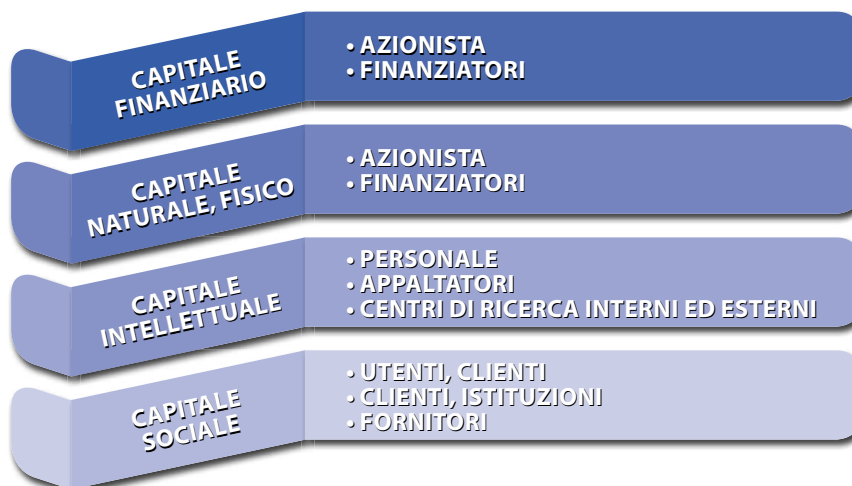 CAPITALE
FINANZIARIO
• AZIONISTA
• FINANZIATORI
CAPITALE
NATURALE, FISICO
• AZIONISTA
• FINANZIATORI
CAPITALE
INTELLETTUALE
• PERSONALE
• APPALTATORI
• CENTRI DI RICERCA INTERNI ED ESTERNI
CAPITALE
SOCIALE
• UTENTI, CLIENTI
• CLIENTI, ISTITUZIONI
• FORNITORI